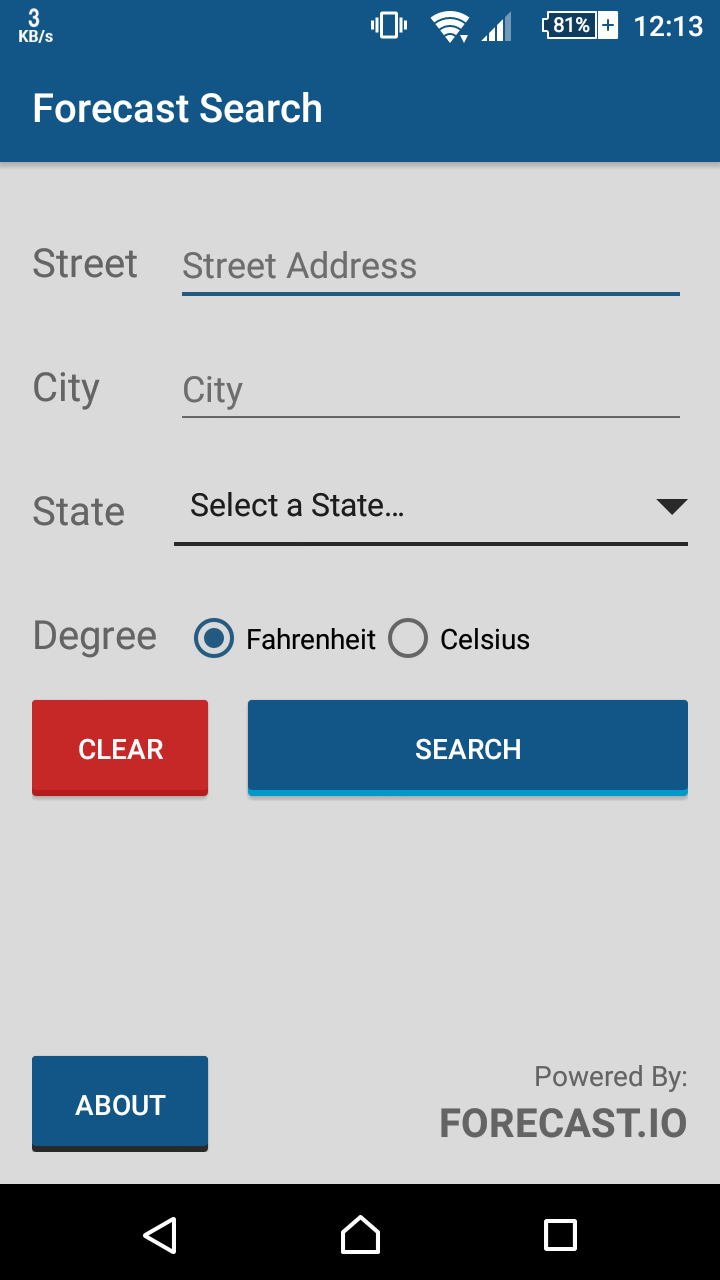 3
KB/s
81%
12:13
Forecast Search
Street
Street Address
City
City
State
Select a State...
Degree
Fahrenheit
Celsius
CLEAR
SEARCH
ABOUT
Powered By:
FORECAST.IO